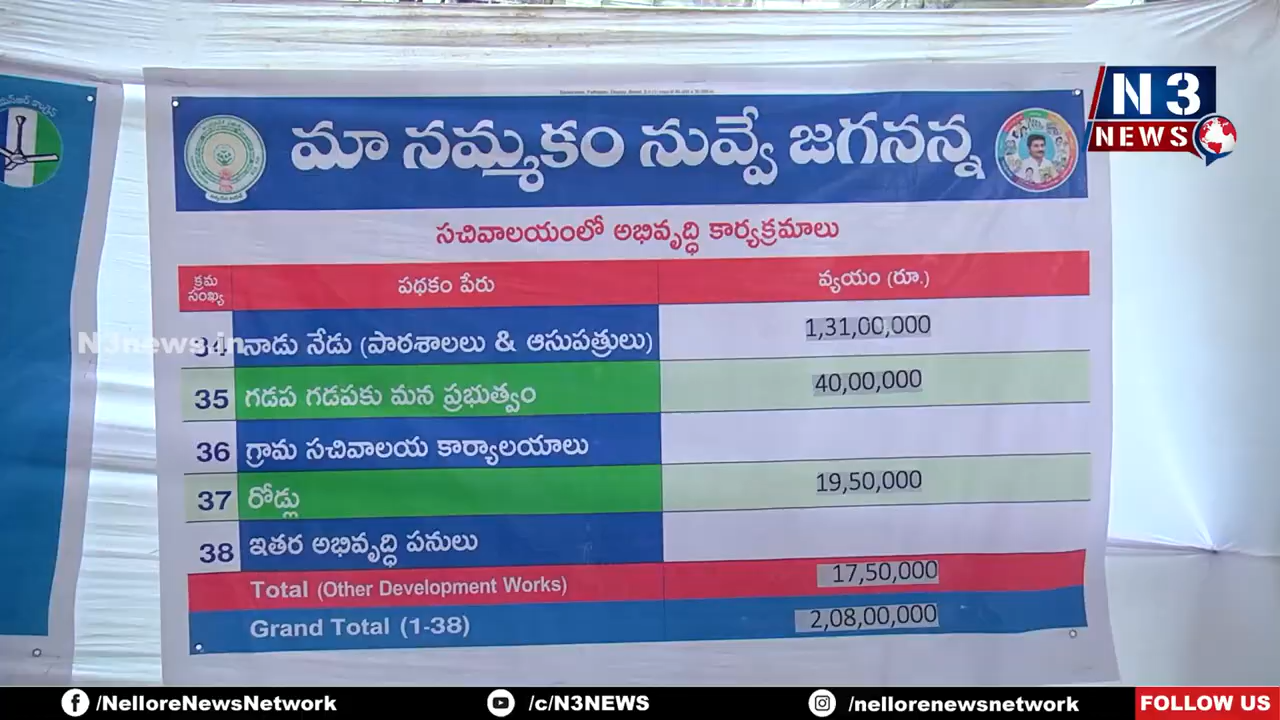 N3
NEWS
మా నమ్మకం నువ్వే జగనన్న
సచివాలయంలో అభివృద్ధి కార్యక్రమాలు
క్రమ సంఖ్య పథకం పేరు వ్యయం (రూ.)
34 నాడు నేడు (పాఠశాలలు & ఆసుపత్రులు) 1,31,00,000
N3news.in
35 గడప గడపకు మన ప్రభుత్వం 40,00,000
36 గ్రామ సచివాలయ కార్యాలయాలు
37 రోడ్లు 19,50,000
38 ఇతర అభివృద్ధి పనులు
Total (Other Development Works) 17,50,000
Grand Total (1-38) 2,08,00,000
/NelloreNewsNetwork /c/N3NEWS /nellorenewsnetwork FOLLOW US